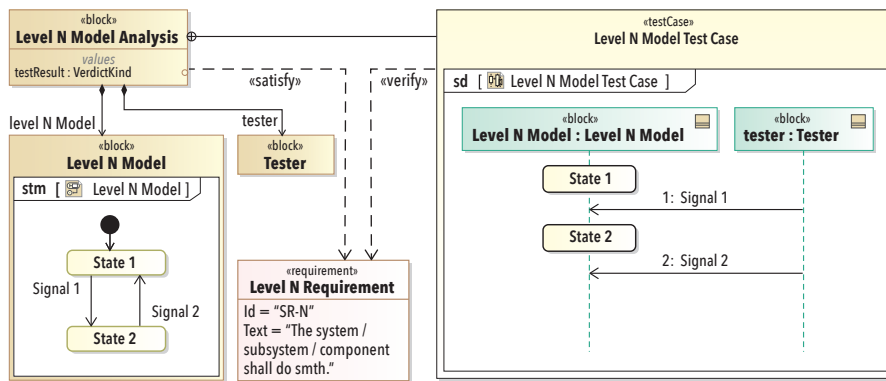 «block»
Level N Model Analysis
values
testResult : VerdictKind
«satisfy»
«verify»
level N Model
tester
«block»
Level N Model
stm [ Level N Model ]
State 1
Signal 1
Signal 2
State 2
«block»
Tester
«requirement»
Level N Requirement
Id = “SR-N“
Text = “The system /
subsystem / component
shall do smth.”
«testCase»
Level N Model Test Case
sd [ Level N Model Test Case ]
«block»
Level N Model : Level N Model
«block»
tester : Tester
State 1
1: Signal 1
State 2
2: Signal 2